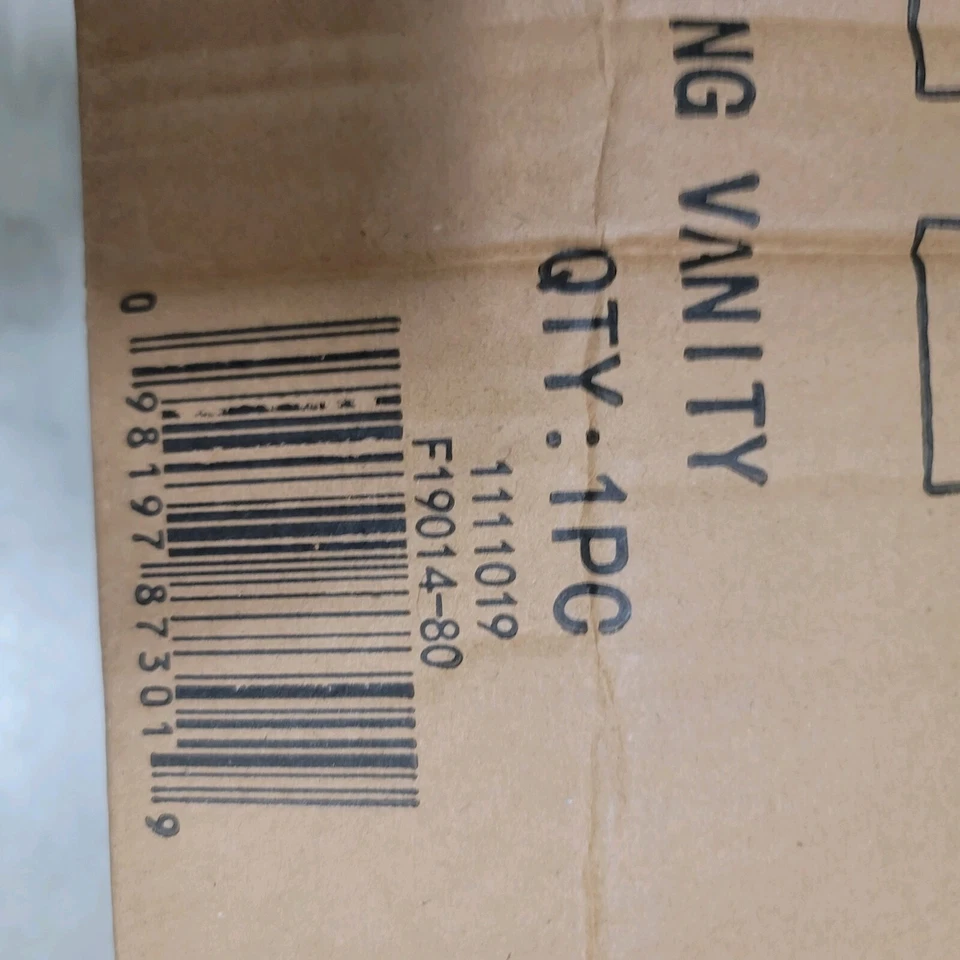 NG VANITY
QTY:1PC
1111019
F19014-80
0 98197 87301 9